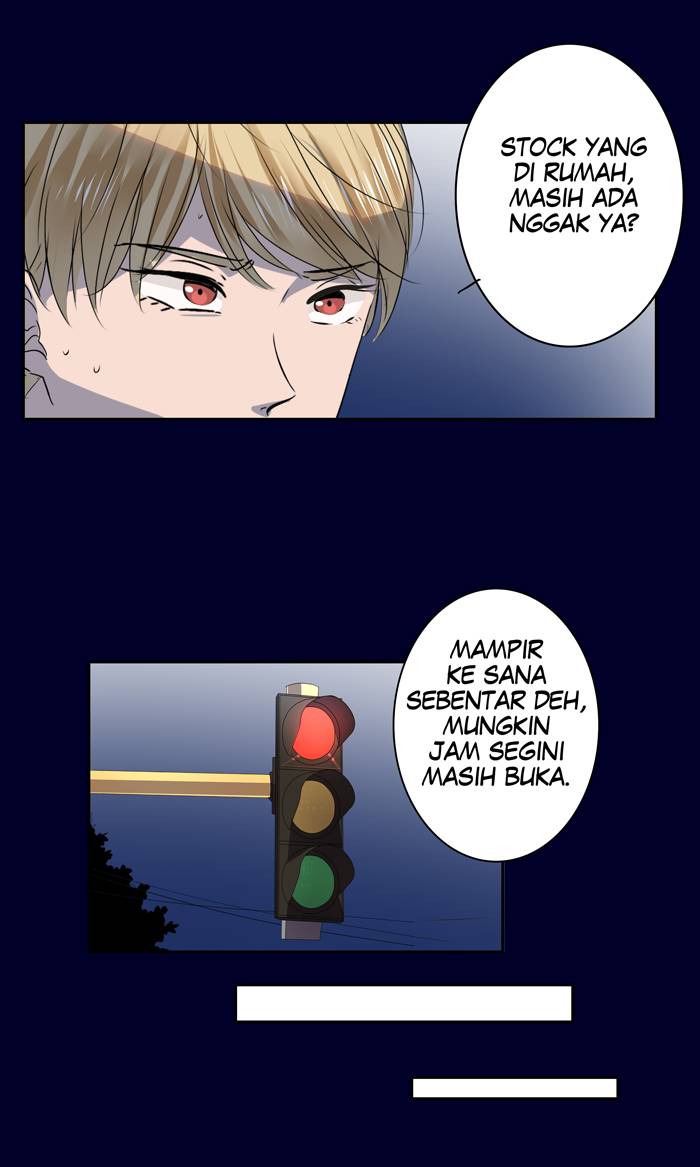 STOCK YANG
DI RUMAH,
MASIH ADA
NGGAK YA?
MAMPIR
KE SANA
SEBENTAR DEH,
MUNGKIN
JAM SEGINI
MASIH BUKA.